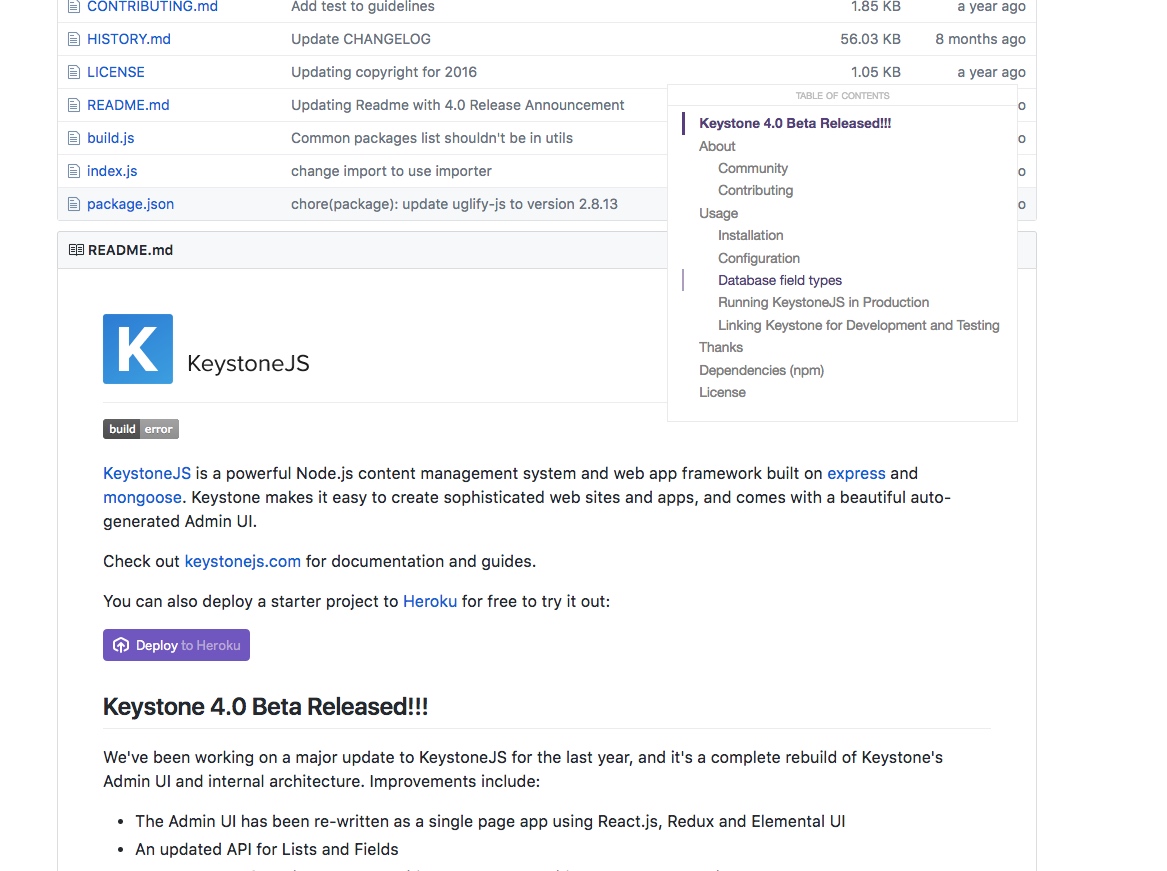 CONTRIBUTING.md Add test to guidelines 1.85 KB a year ago
HISTORY.md Update CHANGELOG 56.03 KB 8 months ago
LICENSE Updating copyright for 2016 1.05 KB a year ago
README.md Updating Readme with 4.0 Release Announcement o
build.js Common packages list shouldn't be in utils o
index.js change import to use importer o
package.json chore(package): update uglify-js to version 2.8.13 o
TABLE OF CONTENTS
Keystone 4.0 Beta Released!!!
About
Community
Contributing
Usage
Installation
Configuration
Database field types
Running KeystoneJS in Production
Linking Keystone for Development and Testing
Thanks
Dependencies (npm)
License
README.md
K KeystoneJS
build error
KeystoneJS is a powerful Node.js content management system and web app framework built on express and
mongoose. Keystone makes it easy to create sophisticated web sites and apps, and comes with a beautiful auto-
generated Admin UI.
Check out keystonejs.com for documentation and guides.
You can also deploy a starter project to Heroku for free to try it out:
Deploy to Heroku
Keystone 4.0 Beta Released!!!
We've been working on a major update to KeystoneJS for the last year, and it's a complete rebuild of Keystone's
Admin UI and internal architecture. Improvements include:
• The Admin UI has been re-written as a single page app using React.js, Redux and Elemental UI
• An updated API for Lists and Fields